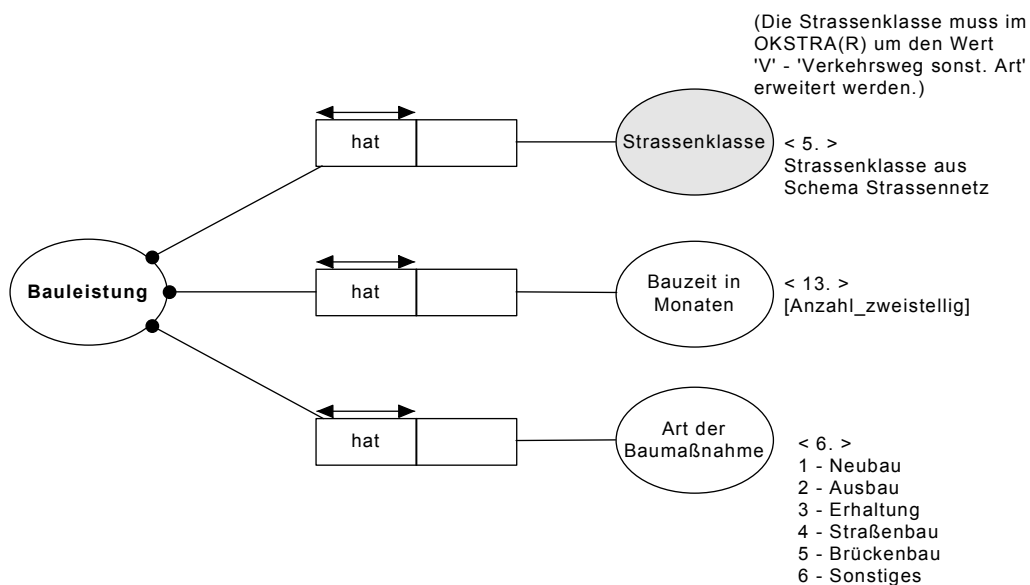 (Die Strassenklasse muss im
OKSTRA(R) um den Wert
'V' - 'Verkehrsweg sonst. Art'
erweitert werden.)
hat
Strassenklasse
< 5. >
Strassenklasse aus
Schema Strassennetz
Bauleistung
hat
Bauzeit in
Monaten
< 13. >
[Anzahl_zweistellig]
hat
Art der
Baumaßnahme
< 6. >
1 - Neubau
2 - Ausbau
3 - Erhaltung
4 - Straßenbau
5 - Brückenbau
6 - Sonstiges